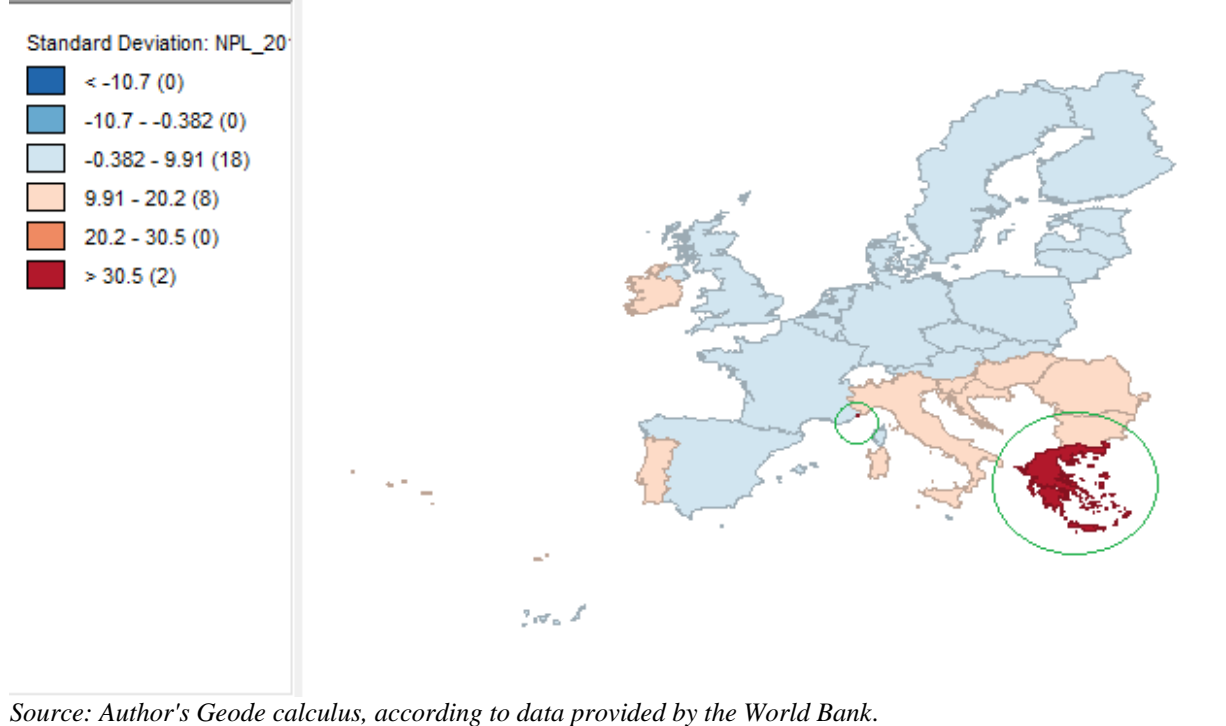 Standard Deviation: NPL_20
< -10.7 (0)
-10.7 - -0.382 (0)
-0.382 - 9.91 (18)
9.91 - 20.2 (8)
20.2 - 30.5 (0)
> 30.5 (2)
Source: Author's Geode calculus, according to data provided by the World Bank.